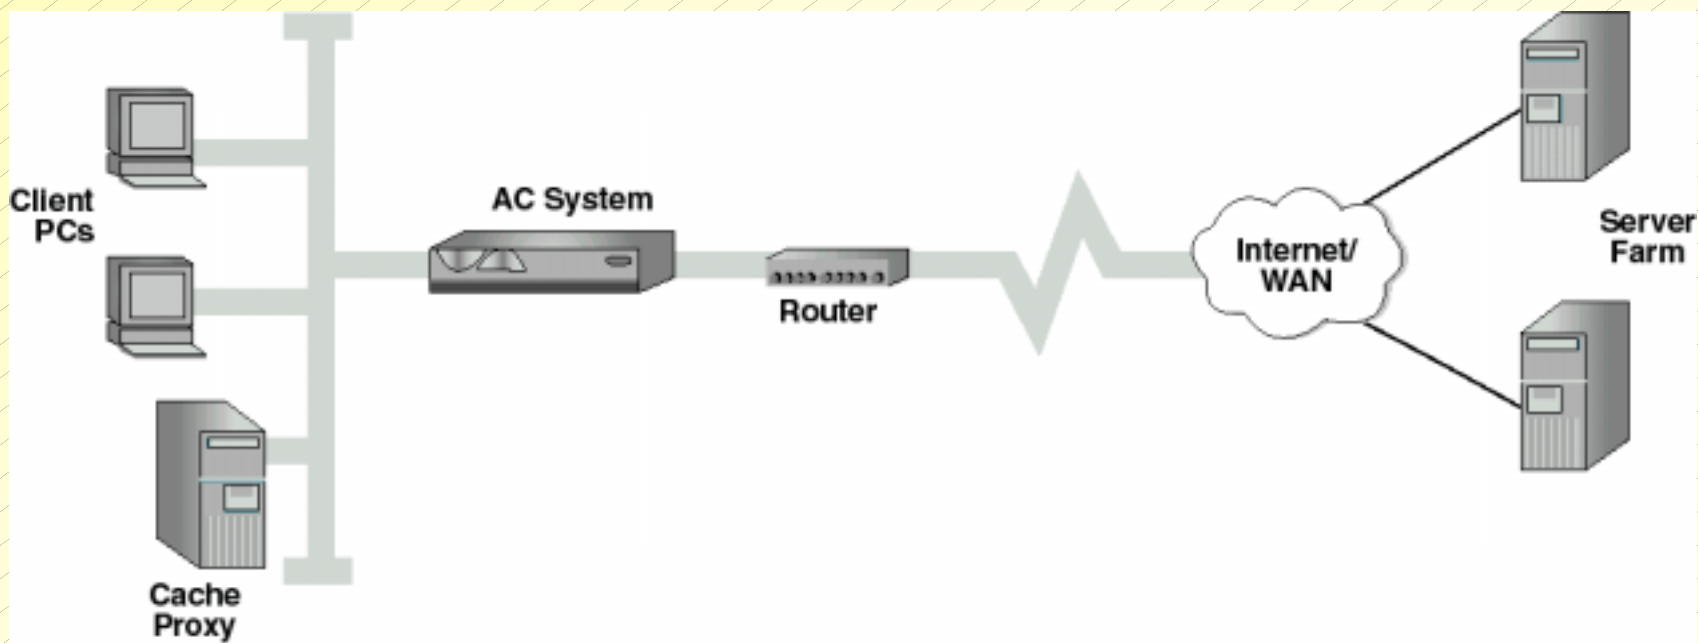 Client
PCs
AC System
Router
Internet/
WAN
Server
Farm
Cache
Proxy